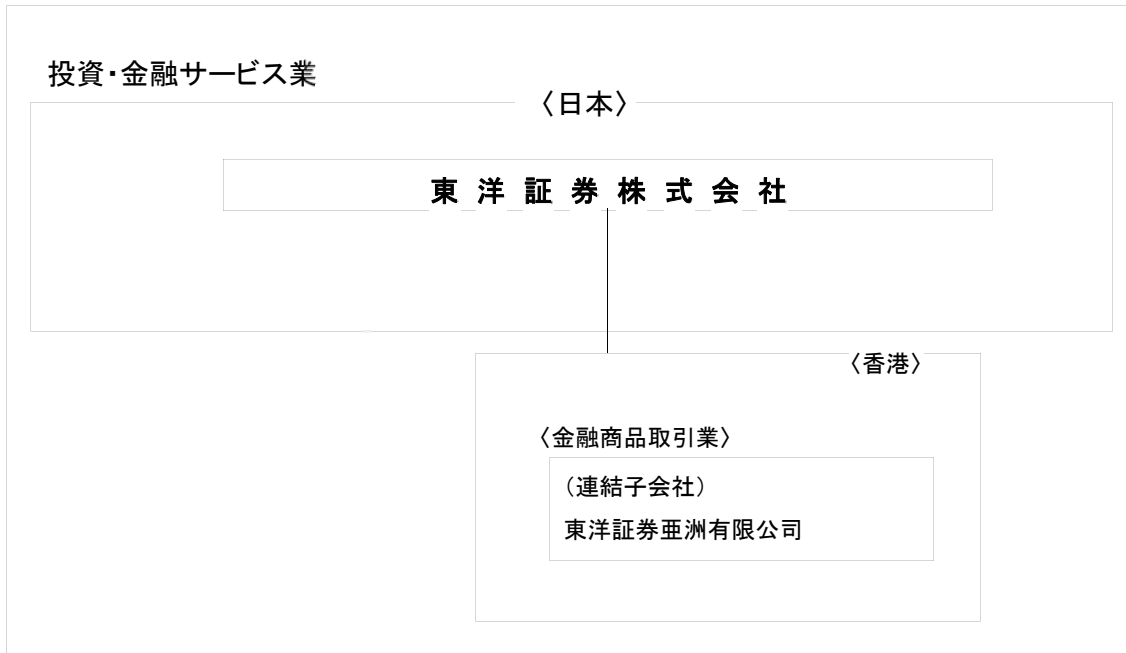 投資・金融サービス業
〈日本〉
東洋証券株式会社
〈香港〉
〈金融商品取引業〉
（連結子会社）
東洋証券亜洲有限公司